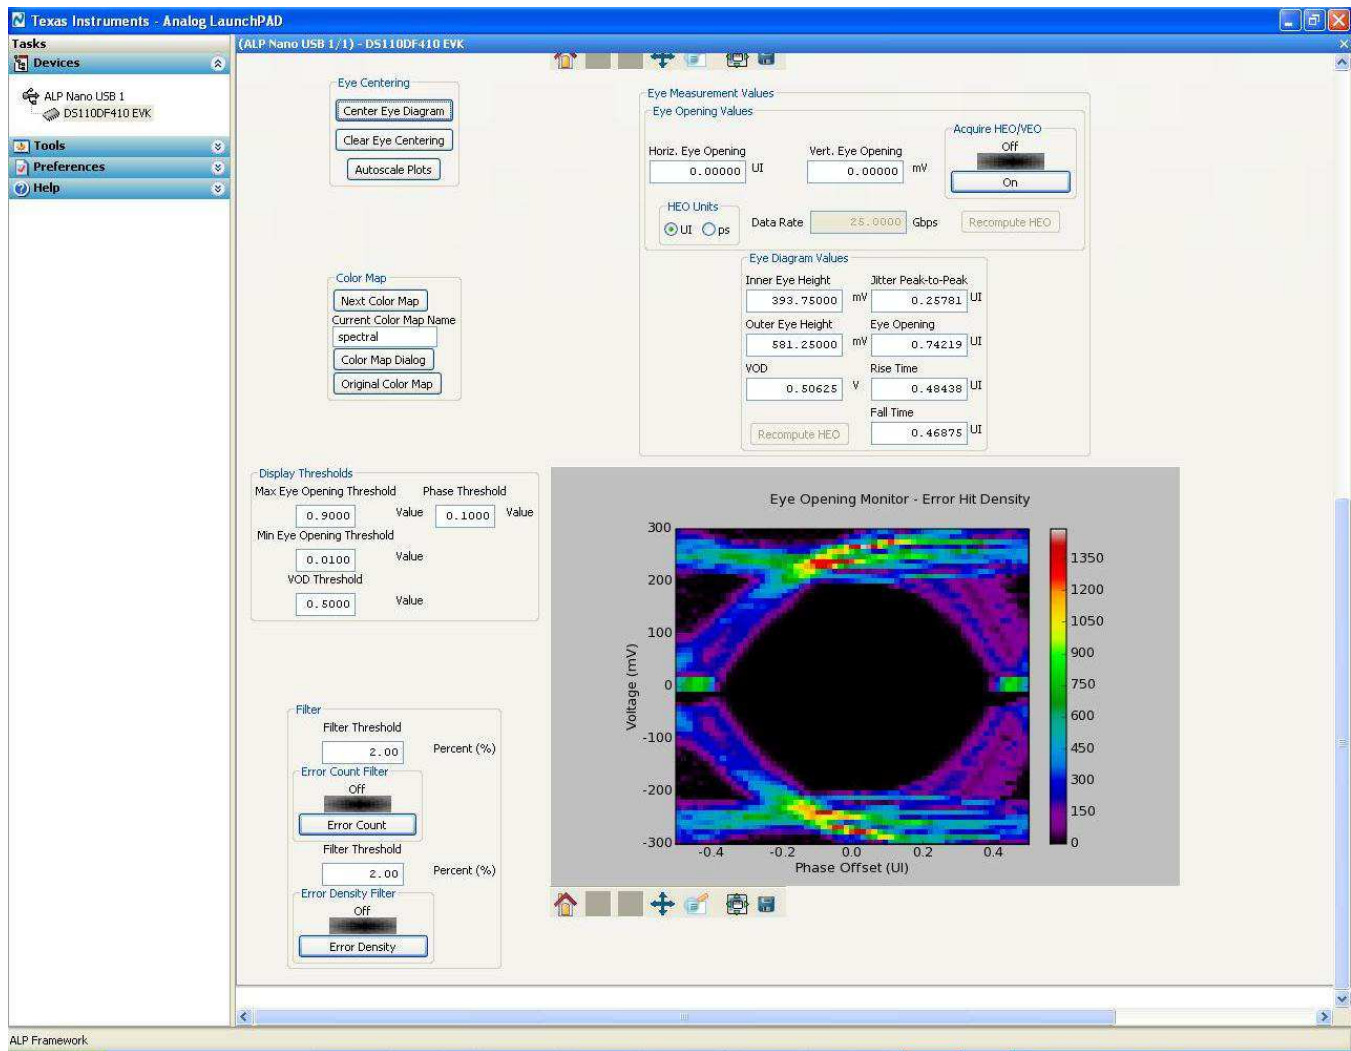 Texas Instruments - Analog LaunchPAD
Tasks
Devices
ALP Nano USB 1
DS110DF410 EVK
Tools
Preferences
Help
(ALP Nano USB 1/1) - DS110DF410 EVK
Eye Centering
Center Eye Diagram
Clear Eye Centering
Autoscale Plots
Color Map
Next Color Map
Current Color Map Name
spectral
Color Map Dialog
Original Color Map
Eye Measurement Values
Eye Opening Values
Horiz. Eye Opening Vert. Eye Opening
0.00000 UI 0.00000 mV
Acquire HEO/VEO
Off
On
HEO Units
UI ps
Data Rate 25.0000 Gbps Recompute HEO
Eye Diagram Values
Inner Eye Height Jitter Peak-to-Peak
393.75000 mV 0.25781 UI
Outer Eye Height Eye Opening
581.25000 mV 0.74219 UI
VOD Rise Time
0.50625 V 0.48438 UI
Fall Time
Recompute HEO 0.46875 UI
Display Thresholds
Max Eye Opening Threshold Phase Threshold
0.9000 Value 0.1000 Value
Min Eye Opening Threshold
0.0100 Value
VOD Threshold
0.5000 Value
Filter
Filter Threshold
2.00 Percent (%)
Error Count Filter
Off
Error Count
Filter Threshold
2.00 Percent (%)
Error Density Filter
Off
Error Density
Eye Opening Monitor - Error Hit Density
Voltage (mV)
300
200
100
0
-100
-200
-300
-0.4 -0.2 0.0 0.2 0.4
Phase Offset (UI)
1350
1200
1050
900
750
600
450
300
150
0
ALP Framework